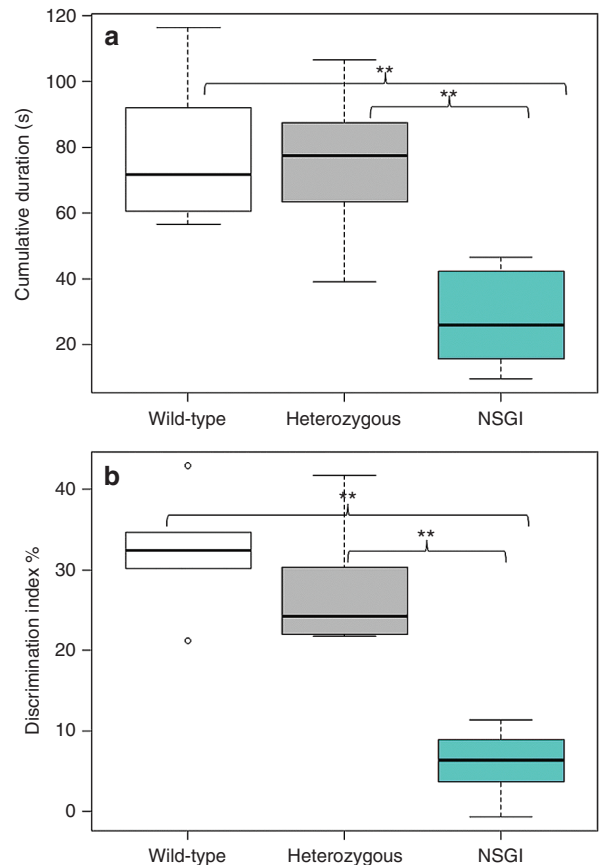 a
120
100
80
60
40
20
Cumulative duration (s)
**
**
Wild-type Heterozygous NSGI
b
40
30
20
10
0
Discrimination index %
**
**
Wild-type Heterozygous NSGI